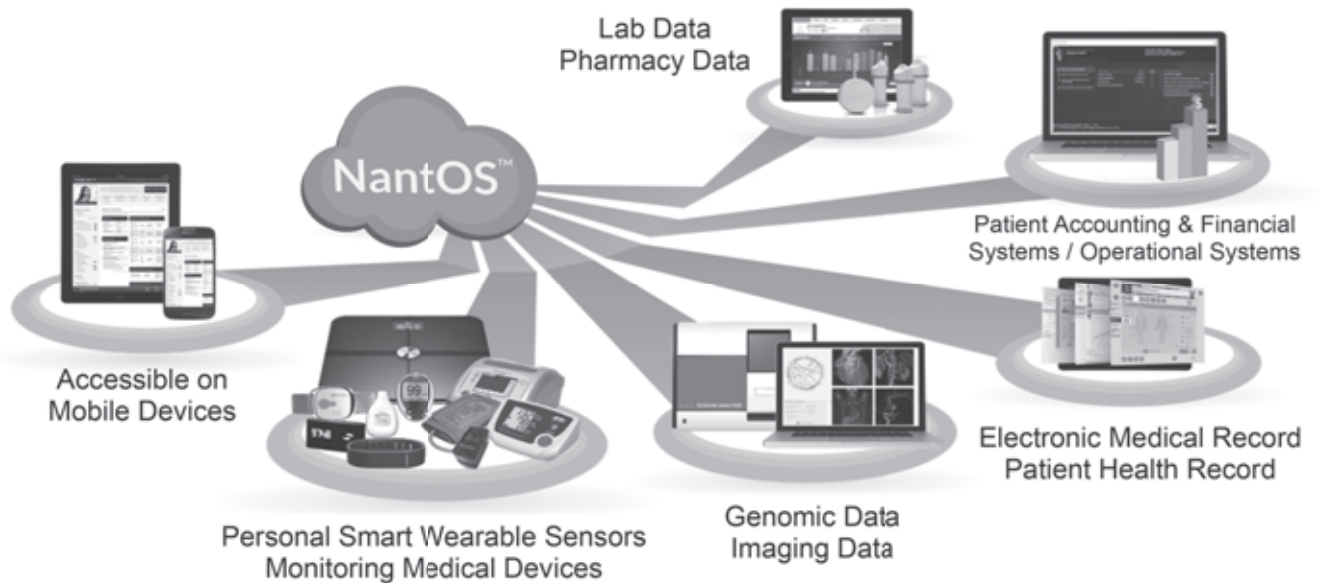 Lab Data
Pharmacy Data
NantOS™
Patient Accounting & Financial
Systems / Operational Systems
Accessible on
Mobile Devices
99
Electronic Medical Record
Patient Health Record
Genomic Data
Imaging Data
Personal Smart Wearable Sensors
Monitoring Medical Devices